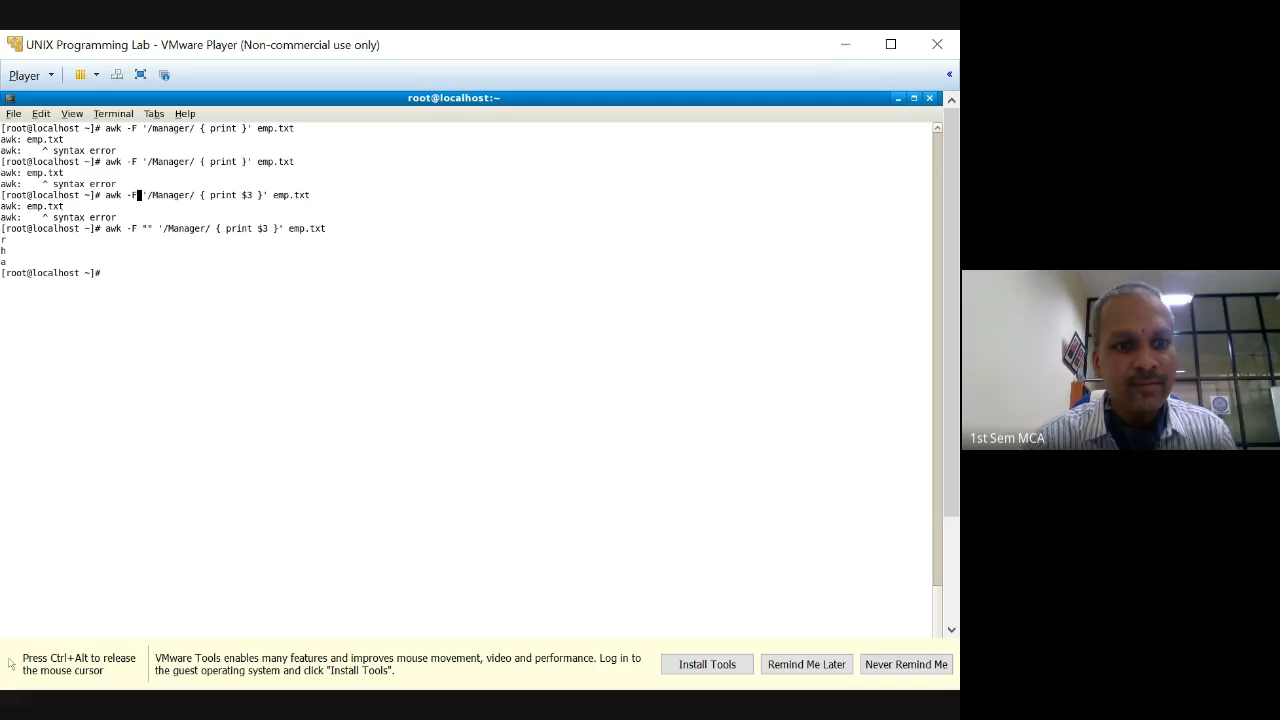 UNIX Programming Lab - VMware Player (Non-commercial use only)
Player
root@localhost:~
File Edit View Terminal Tabs Help
[root@localhost ~]# awk -F '/manager/ { print }' emp.txt
awk: emp.txt
awk:    ^ syntax error
[root@localhost ~]# awk -F '/Manager/ { print }' emp.txt
awk: emp.txt
awk:    ^ syntax error
[root@localhost ~]# awk -F '/Manager/ { print $3 }' emp.txt
awk: emp.txt
awk:    ^ syntax error
[root@localhost ~]# awk -F "" '/Manager/ { print $3 }' emp.txt
r
h
a
[root@localhost ~]#
1st Sem MCA
Press Ctrl+Alt to release
the mouse cursor
VMware Tools enables many features and improves mouse movement, video and performance. Log in to
the guest operating system and click "Install Tools".
Install Tools
Remind Me Later
Never Remind Me